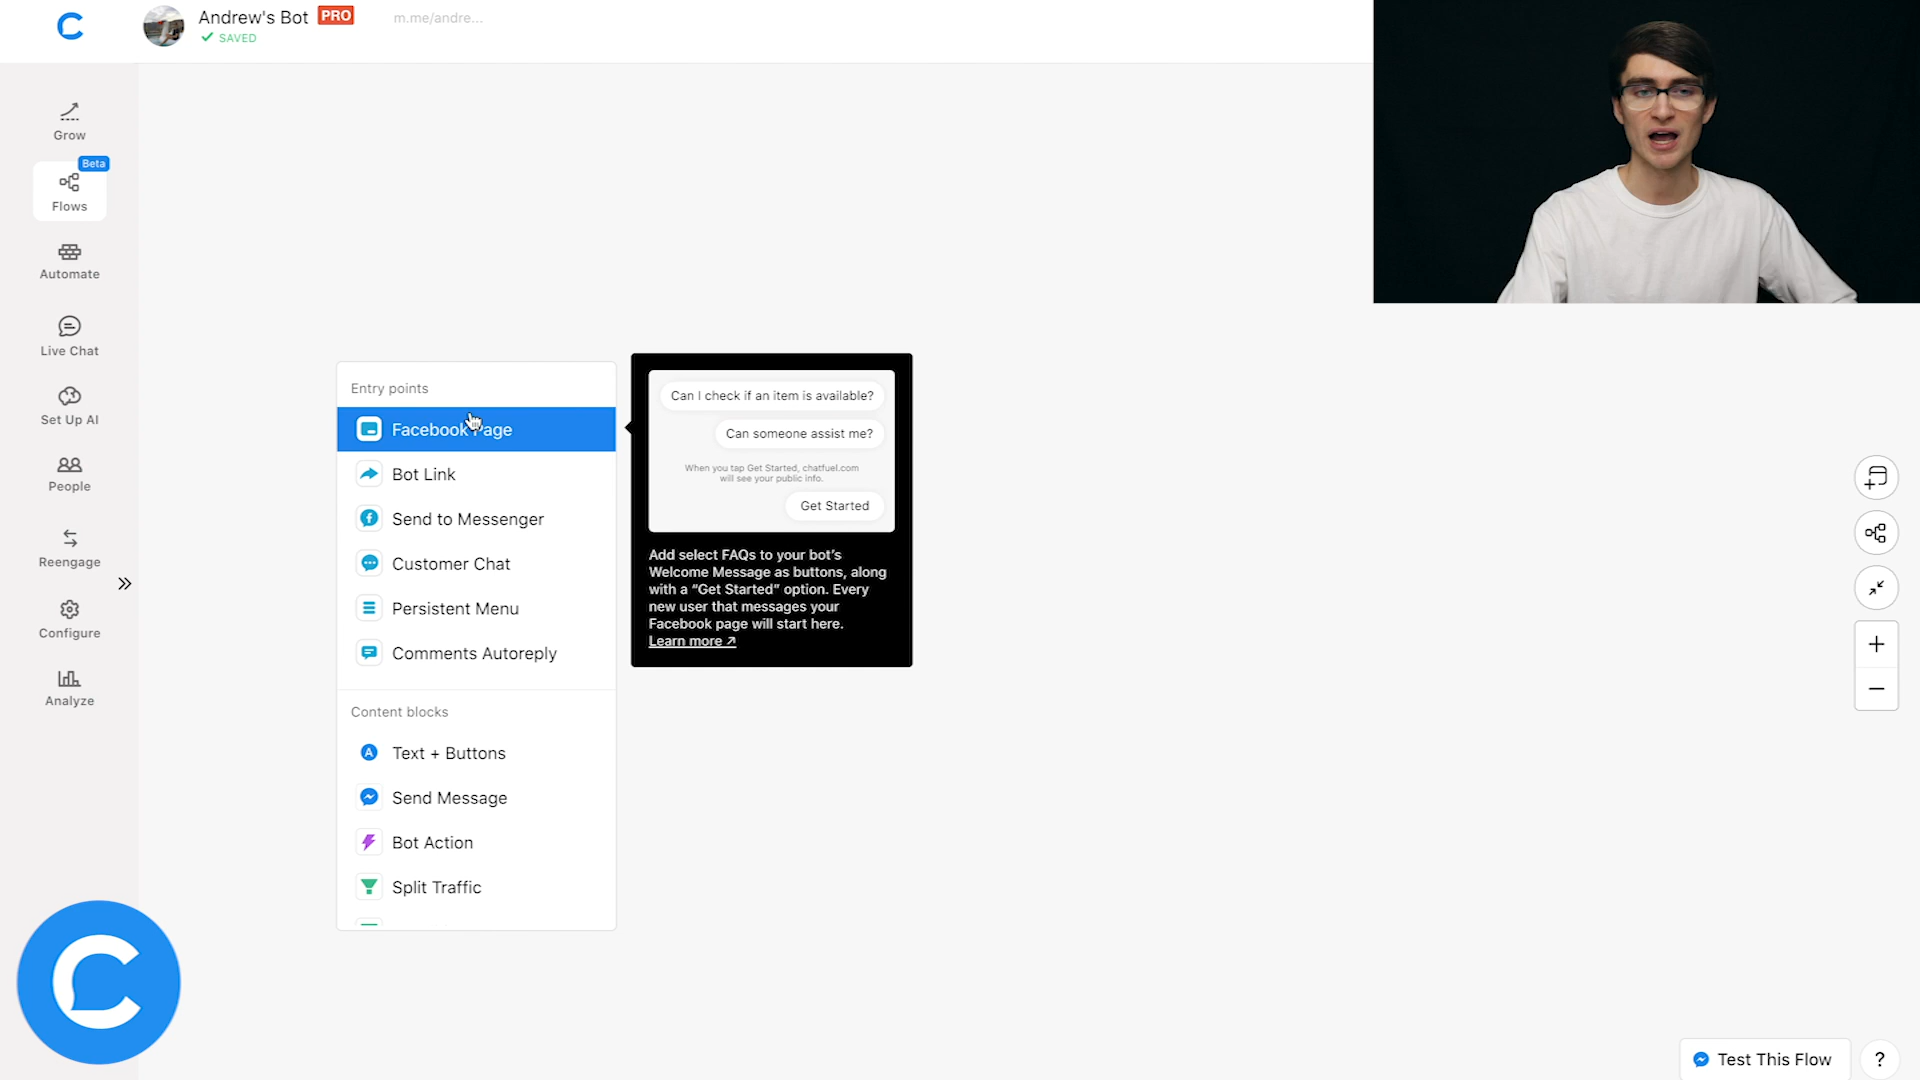 Andrew's Bot PRO
m.me/andre...
SAVED
Grow
Beta
Flows
Automate
Live Chat
Set Up AI
People
Reengage
Configure
Analyze
Entry points
Facebook Page
Bot Link
Send to Messenger
Customer Chat
Persistent Menu
Comments Autoreply
Content blocks
Text + Buttons
Send Message
Bot Action
Split Traffic
Can I check if an item is available?
Can someone assist me?
When you tap Get Started, chatfuel.com
will see your public info.
Get Started
Add select FAQs to your bot's
Welcome Message as buttons, along
with a “Get Started” option. Every
new user that messages your
Facebook page will start here.
Learn more ↗
Test This Flow
?